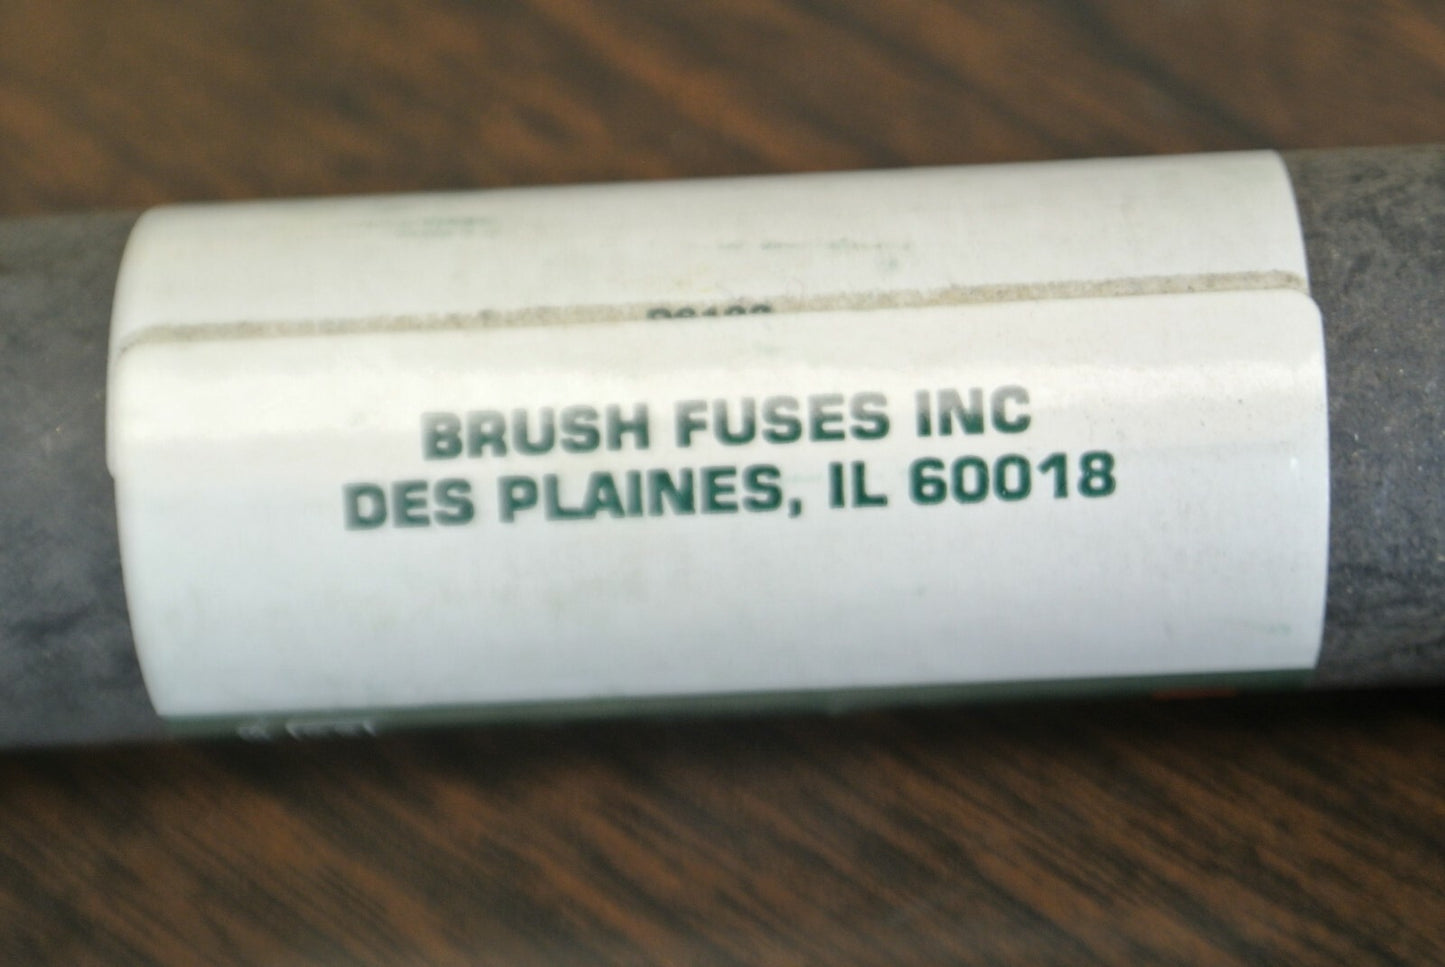 BRUSH FUSES INC
DES PLAINES, IL 60018